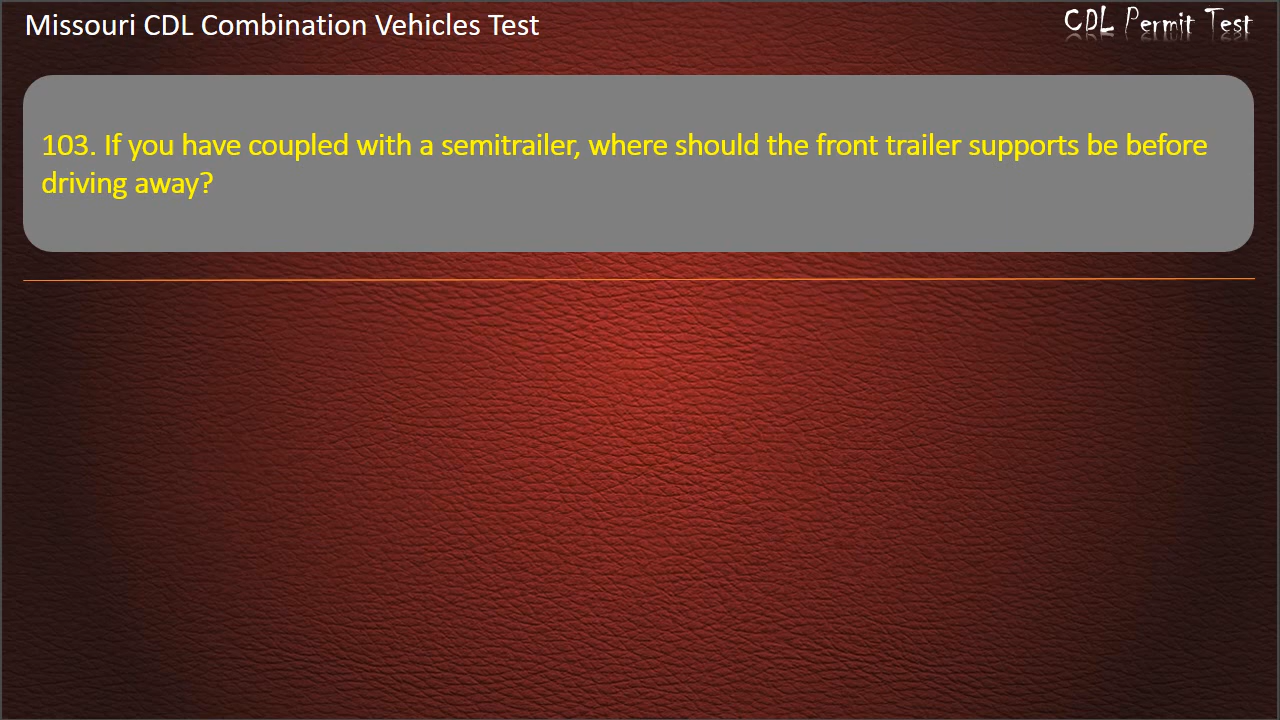 Missouri CDL Combination Vehicles Test
CDL Permit Test
103. If you have coupled with a semitrailer, where should the front trailer supports be before
driving away?